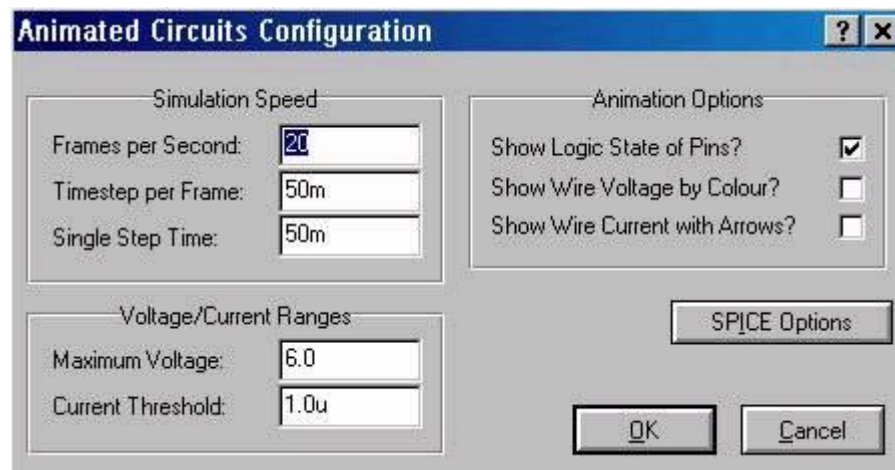 Animated Circuits Configuration
Simulation Speed
Frames per Second: 20
Timestep per Frame: 50m
Single Step Time: 50m
Voltage/Current Ranges
Maximum Voltage: 6.0
Current Threshold: 1.0u
Animation Options
Show Logic State of Pins?
Show Wire Voltage by Colour?
Show Wire Current with Arrows?
SPICE Options
OK
Cancel